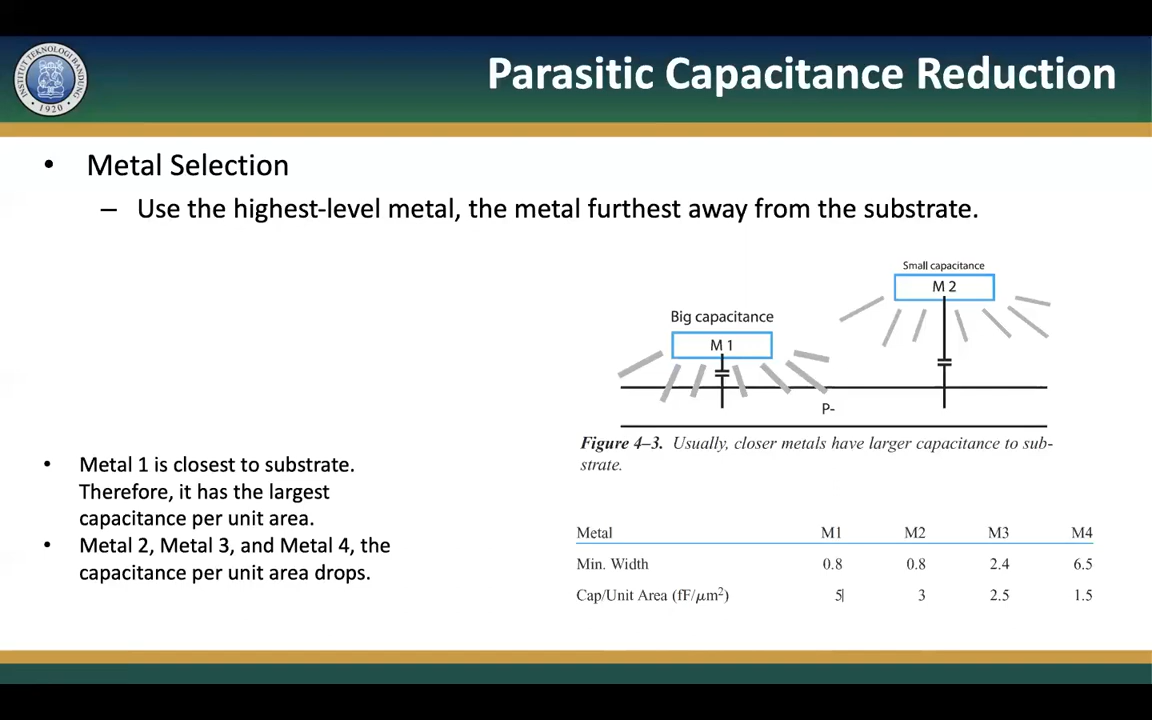 INSTITUT TEKNOLOGI BANDUNG
1920
Parasitic Capacitance Reduction
• Metal Selection
– Use the highest-level metal, the metal furthest away from the substrate.
Small capacitance
M 2
Big capacitance
M 1
P-
Figure 4–3. Usually, closer metals have larger capacitance to sub-
strate.
• Metal 1 is closest to substrate.
Therefore, it has the largest
capacitance per unit area.
• Metal 2, Metal 3, and Metal 4, the
capacitance per unit area drops.
Metal M1 M2 M3 M4
Min. Width 0.8 0.8 2.4 6.5
Cap/Unit Area (fF/μm²) 5 3 2.5 1.5